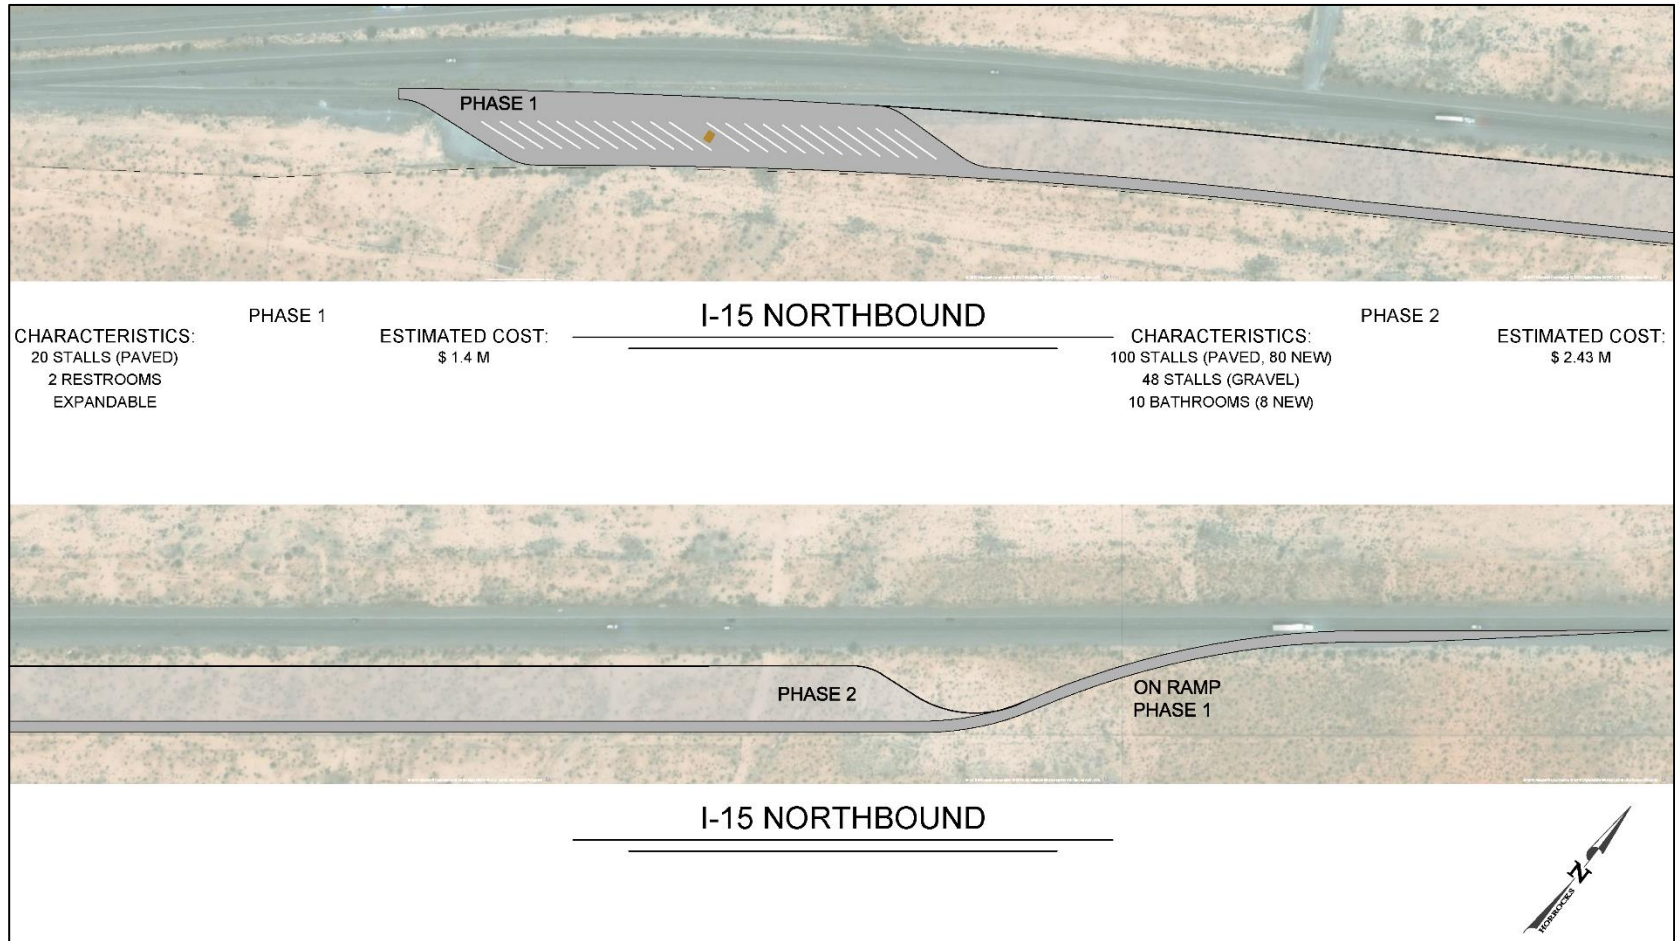 PHASE 1
I-15 NORTHBOUND
PHASE 1
CHARACTERISTICS:
20 STALLS (PAVED)
2 RESTROOMS
EXPANDABLE
ESTIMATED COST:
$ 1.4 M
PHASE 2
CHARACTERISTICS:
100 STALLS (PAVED, 80 NEW)
48 STALLS (GRAVEL)
10 BATHROOMS (8 NEW)
ESTIMATED COST:
$ 2.43 M
PHASE 2
ON RAMP
PHASE 1
I-15 NORTHBOUND
N
HORROCKS